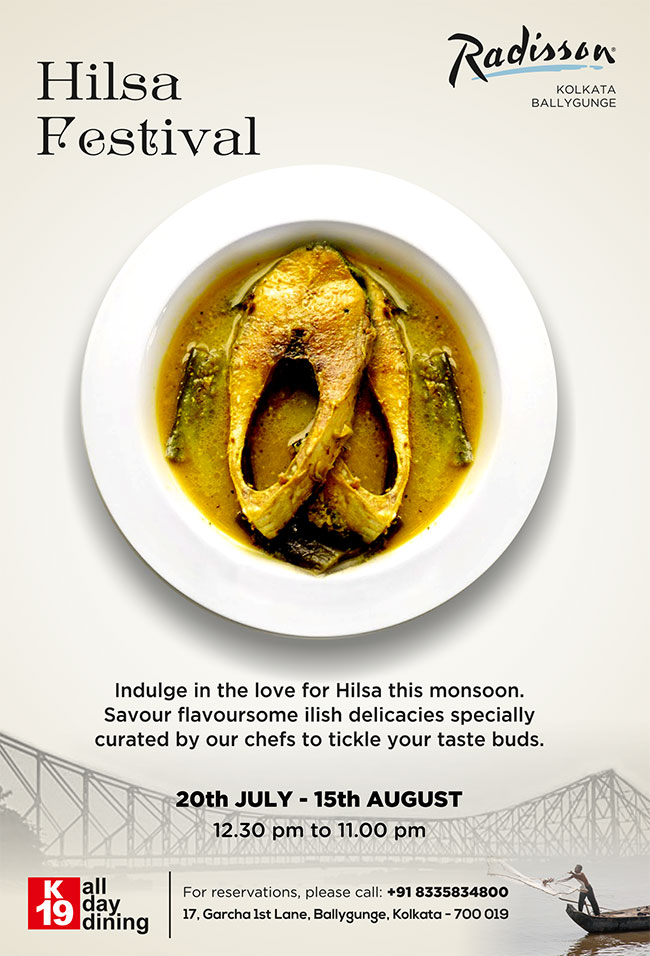 Hilsa
Festival
Radisson
KOLKATA
BALLYGUNGE
Indulge in the love for Hilsa this monsoon.
Savour flavoursome ilish delicacies specially
curated by our chefs to tickle your taste buds.
20th JULY - 15th AUGUST
12.30 pm to 11.00 pm
K
19
all
day
dining
For reservations, please call: +91 8335834800
17, Garcha 1st Lane, Ballygunge, Kolkata - 700 019